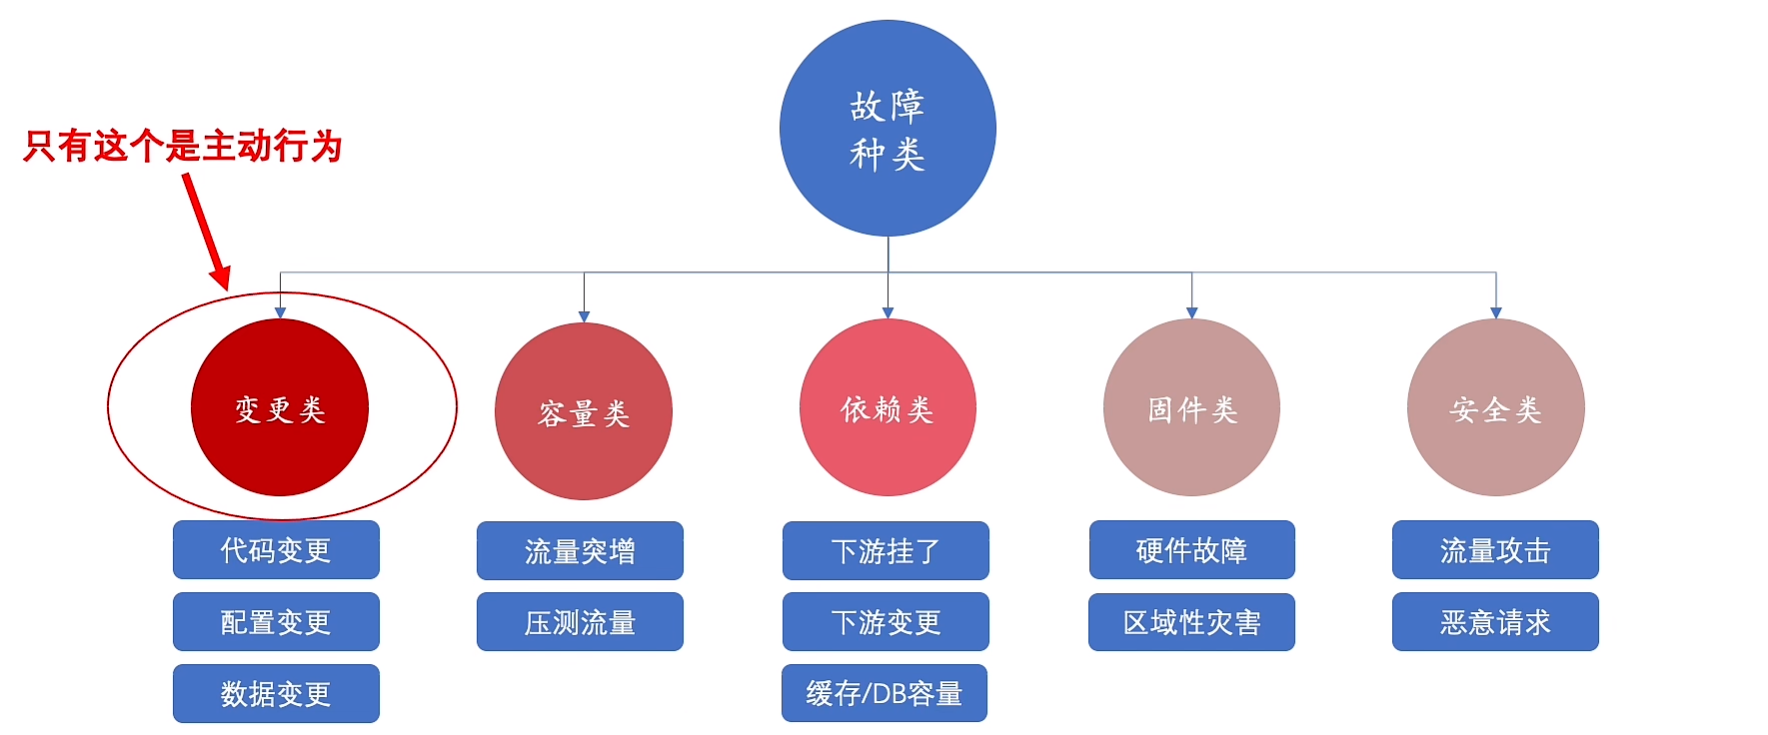 故障
种类
只有这个是主动行为
变更类
容量类
依赖类
固件类
安全类
代码变更
流量突增
下游挂了
硬件故障
流量攻击
配置变更
压测流量
下游变更
区域性灾害
恶意请求
数据变更
缓存/DB容量